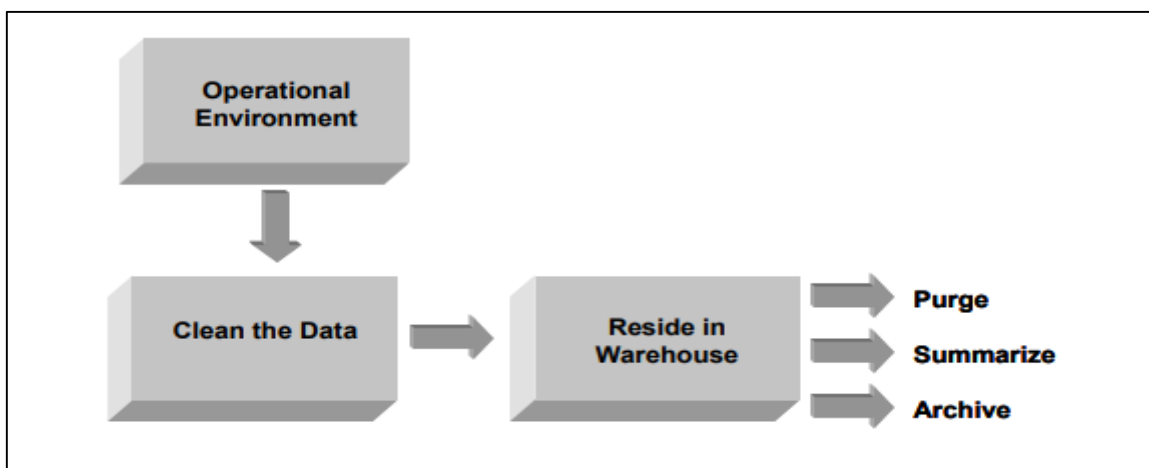 Operational
Environment
Clean the Data
Reside in
Warehouse
Purge
Summarize
Archive